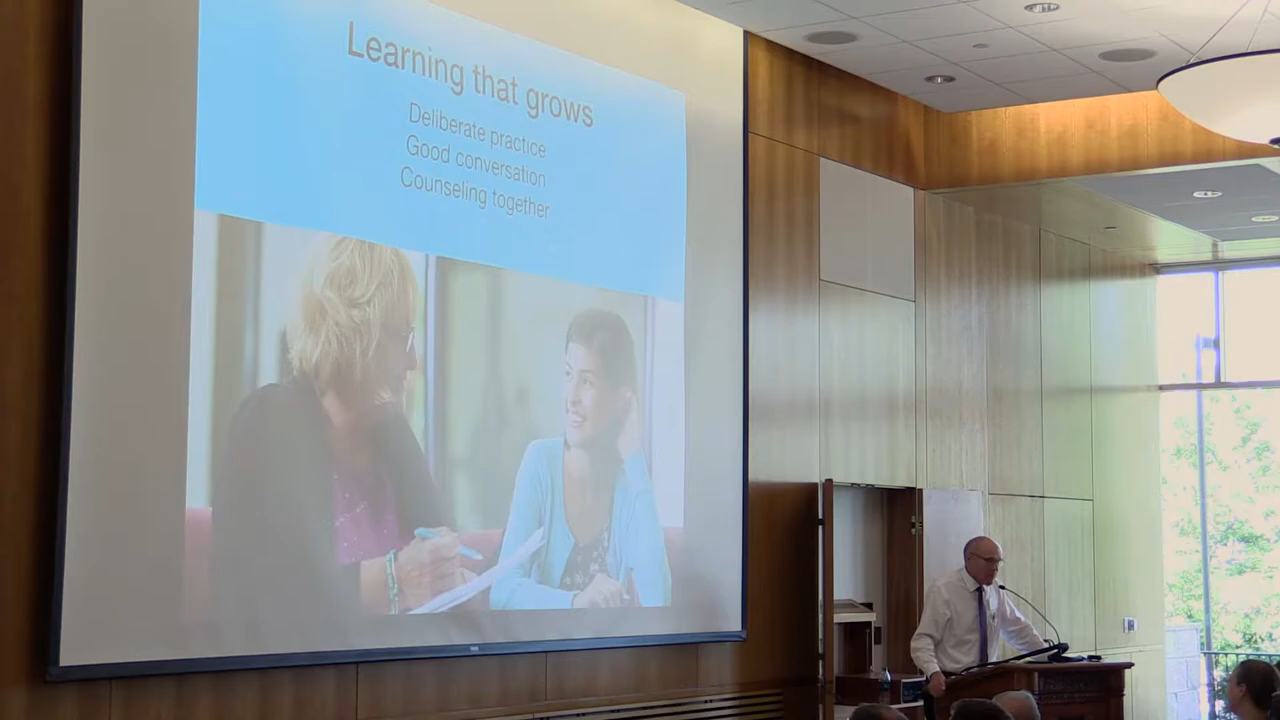 Learning that grows
Deliberate practice
Good conversation
Counseling together